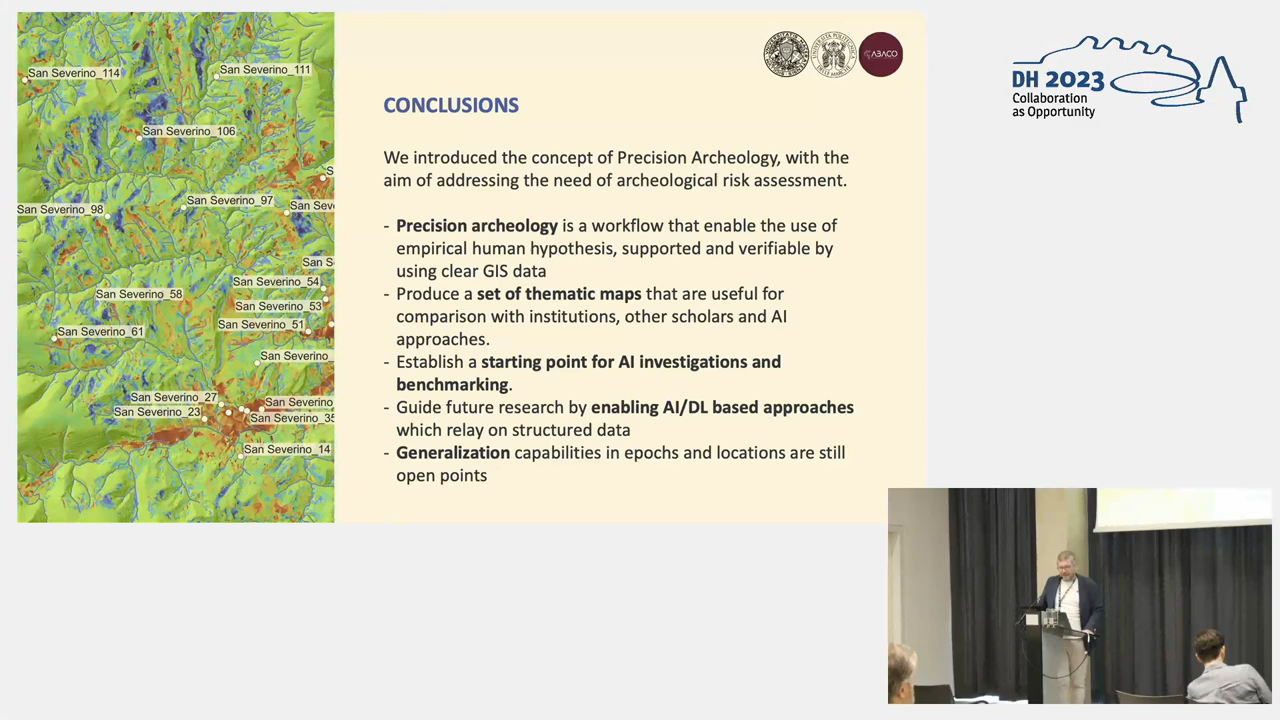 San Severino_114
San Severino_111
San Severino_106
San Severino_97
San Severino_98
San Severino_54
San Severino_58
San Severino_53
San Severino_51
San Severino_61
San Severino
San Severino_27
San Severino
San Severino_23
San Severino_35
San Severino_14
ABACO
CONCLUSIONS
We introduced the concept of Precision Archeology, with the
aim of addressing the need of archeological risk assessment.
- Precision archeology is a workflow that enable the use of
empirical human hypothesis, supported and verifiable by
using clear GIS data
- Produce a set of thematic maps that are useful for
comparison with institutions, other scholars and AI
approaches.
- Establish a starting point for AI investigations and
benchmarking.
- Guide future research by enabling AI/DL based approaches
which relay on structured data
- Generalization capabilities in epochs and locations are still
open points
DH 2023
Collaboration
as Opportunity